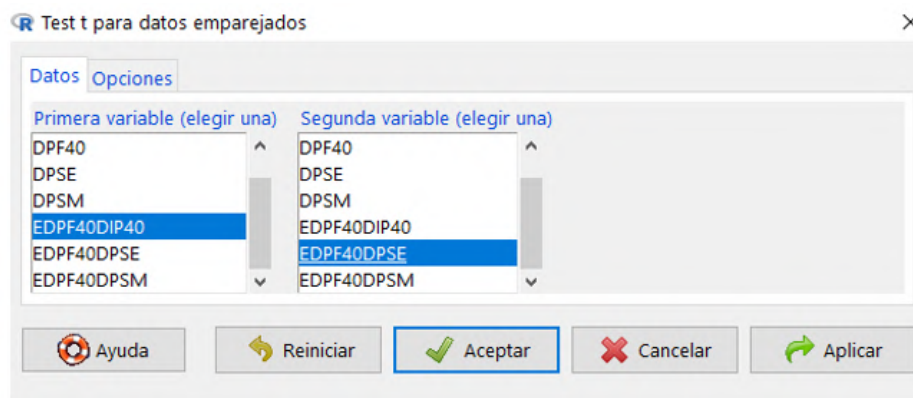 Test t para datos emparejados
Datos Opciones
Primera variable (elegir una) Segunda variable (elegir una)
DPF40 DPF40
DPSE DPSE
DPSM DPSM
EDPF40DIP40 EDPF40DIP40
EDPF40DPSE EDPF40DPSE
EDPF40DPSM EDPF40DPSM
Ayuda Reiniciar Aceptar Cancelar Aplicar